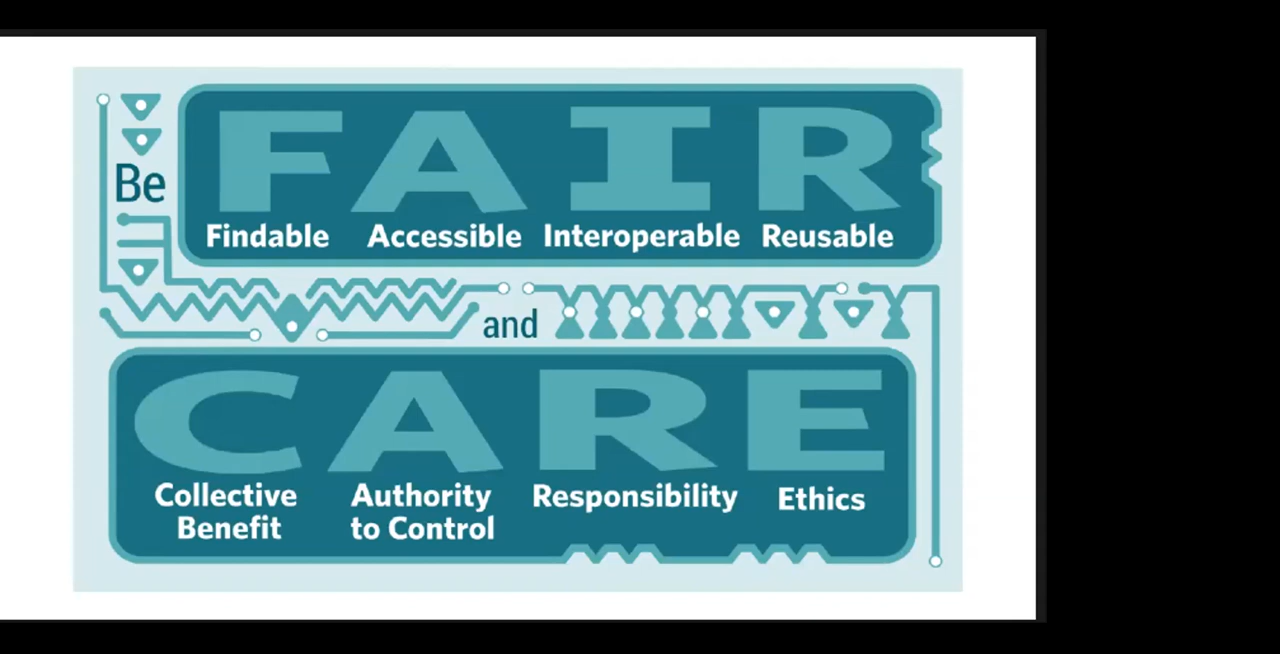 Be
FAIR
Findable Accessible Interoperable Reusable
and
CARE
Collective Benefit Authority to Control Responsibility Ethics